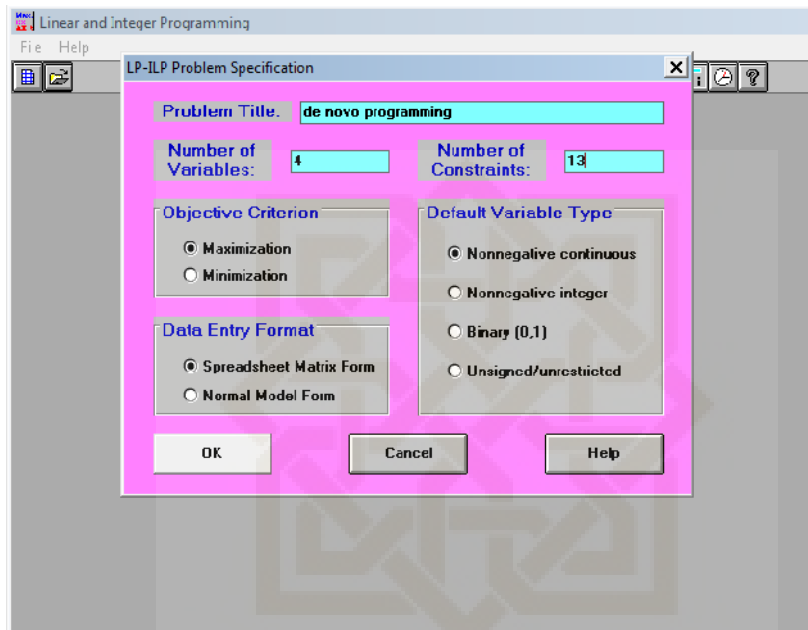 Linear and Integer Programming
File Help
LP-ILP Problem Specification
Problem Title:
de novo programming
Number of
Variables:
4
Number of
Constraints:
13
Objective Criterion
Maximization
Minimization
Default Variable Type
Nonnegative continuous
Nonnegative integer
Binary (0,1)
Unsigned/unrestricted
Data Entry Format
Spreadsheet Matrix Form
Normal Model Form
OK
Cancel
Help